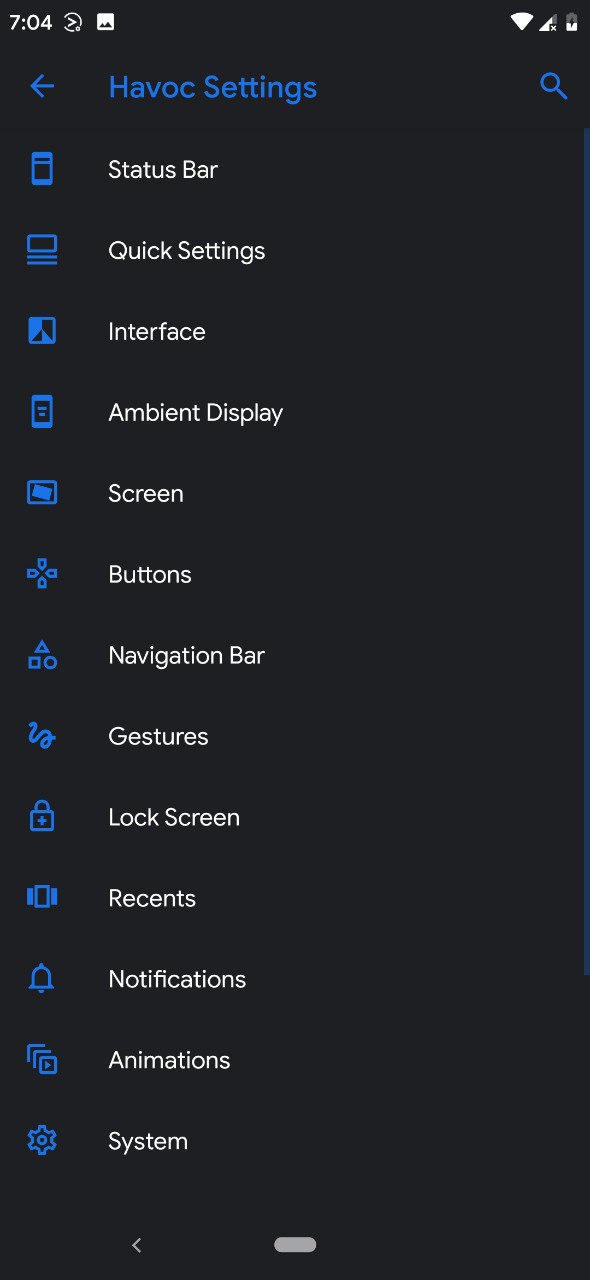 7:04
Havoc Settings
Status Bar
Quick Settings
Interface
Ambient Display
Screen
Buttons
Navigation Bar
Gestures
Lock Screen
Recents
Notifications
Animations
System